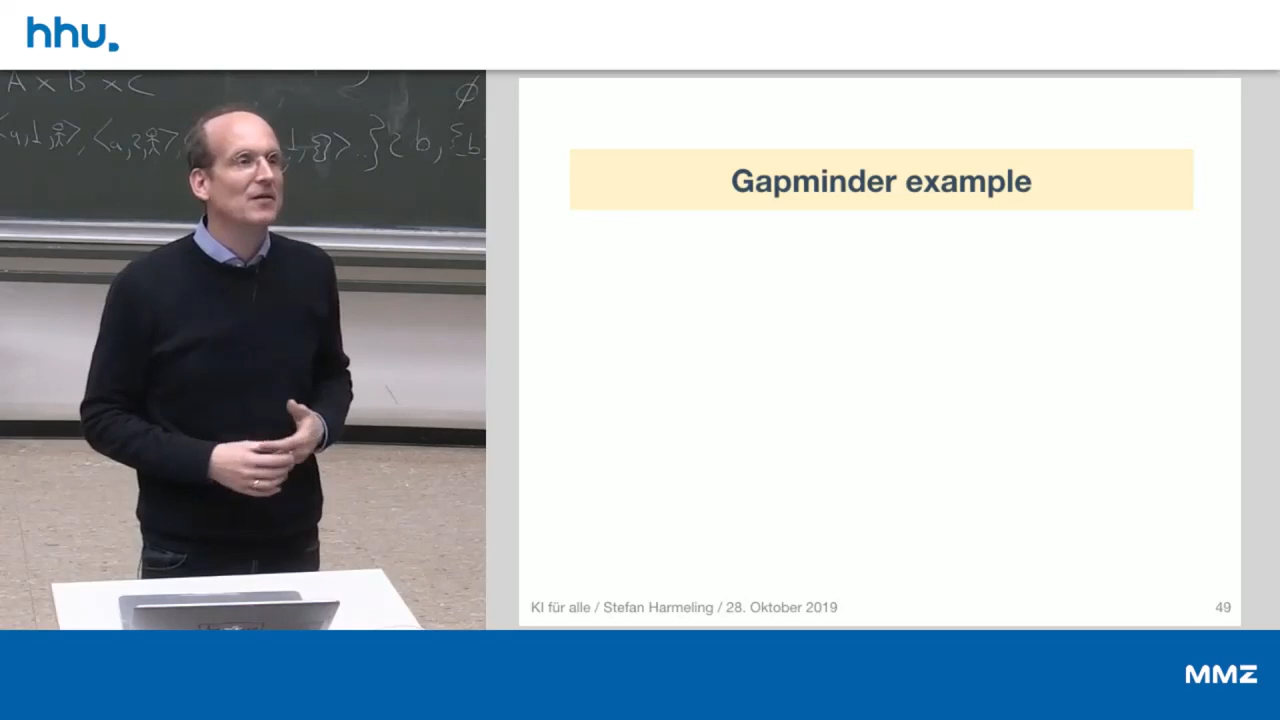 hhu.
A × B × C
Gapminder example
KI für alle / Stefan Harmeling / 28. Oktober 2019
49
MMZ